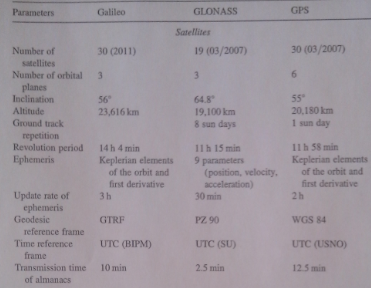 Parameters Galileo GLONASS GPS
Satellites
Number of 30 (2011) 19 (03/2007) 30 (03/2007)
satellites
Number of orbital 3 3 6
planes
Inclination 56° 64.8° 55°
Altitude 23,616 km 19,100 km 20,180 km
Ground track 8 sun days 1 sun day
repetition
Revolution period 14 h 4 min 11 h 15 min 11 h 58 min
Ephemeris Keplerian elements 9 parameters Keplerian elements
of the orbit and (position, velocity, of the orbit and
first derivative acceleration) first derivative
Update rate of 3 h 30 min 2 h
ephemeris
Geodesic GTRF PZ 90 WGS 84
reference frame
Time reference UTC (BIPM) UTC (SU) UTC (USNO)
frame
Transmission time 10 min 2.5 min 12.5 min
of almanacs